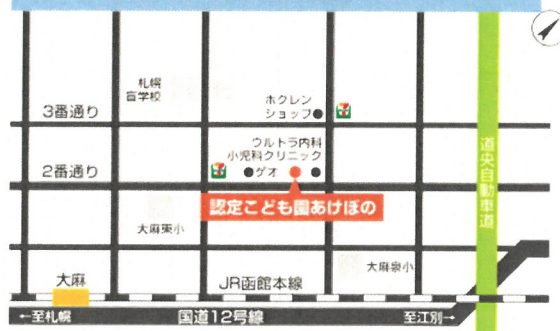 札幌
盲学校
ホクレン
ショップ
3番通り
ウルトラ内科
小児科クリニック
2番通り
ゲオ
道央自動車道
認定こども園あけぼの
大麻東小
大麻泉小
大麻
JR函館本線
←至札幌
国道12号線
至江別→